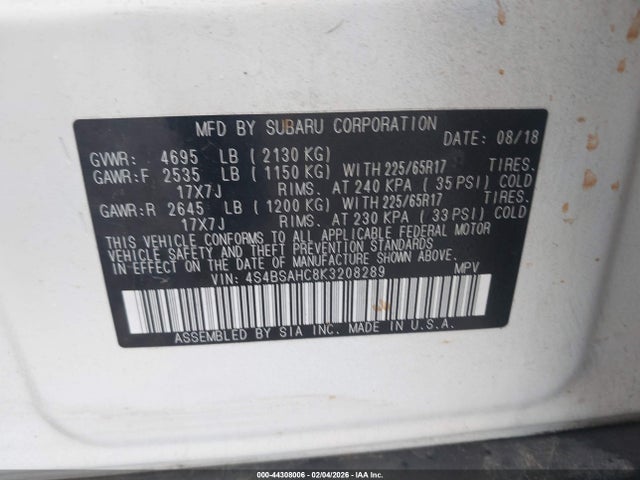 MFD BY SUBARU CORPORATION
DATE: 08/18
GVWR: 4695 LB (2130 KG)
GAWR:F 2535 LB (1150 KG) WITH 225/65R17 TIRES.
17X7J RIMS. AT 240 KPA (35 PSI) COLD
GAWR:R 2645 LB (1200 KG) WITH 225/65R17 TIRES.
17X7J RIMS. AT 230 KPA (33 PSI) COLD
THIS VEHICLE CONFORMS TO ALL APPLICABLE FEDERAL MOTOR
VEHICLE SAFETY AND THEFT PREVENTION STANDARDS
IN EFFECT ON THE DATE OF MANUFACTURE SHOWN ABOVE.
VIN: 4S4BSAHC8K3208289 MPV
ASSEMBLED BY SIA INC. MADE IN U.S.A.
000-44308006 - 02/04/2026 - IAA Inc.